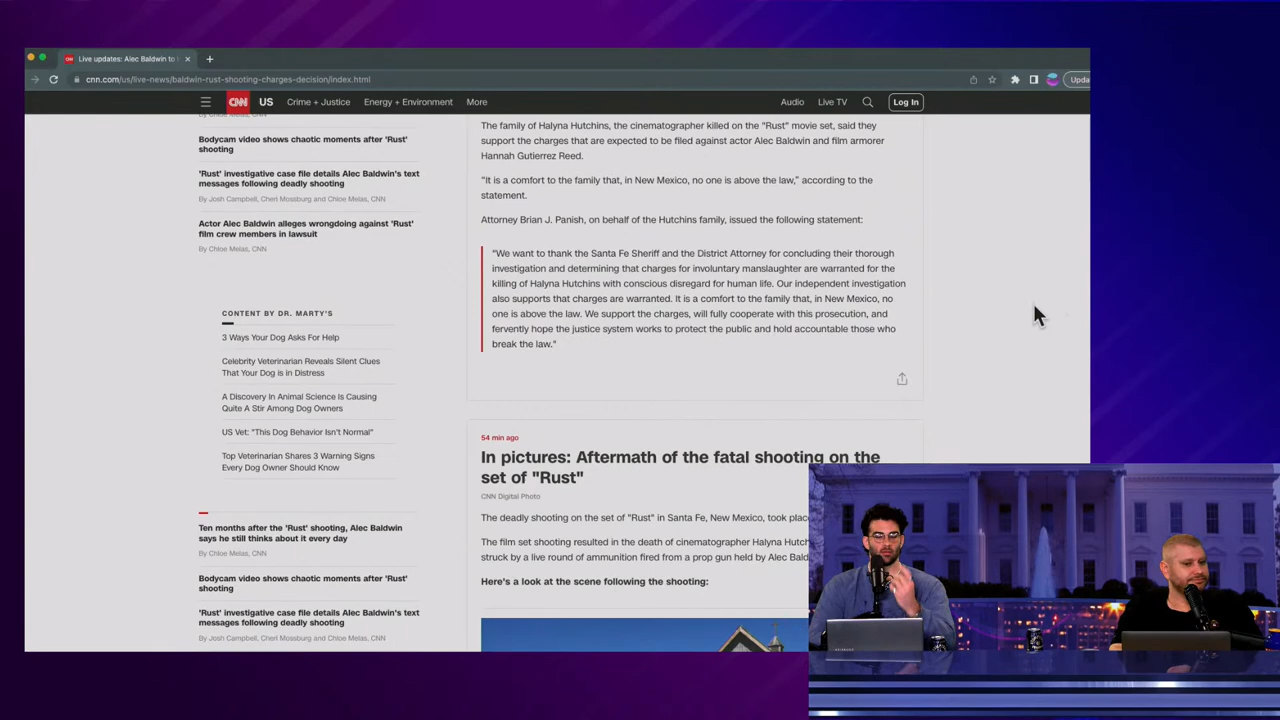 Live updates: Alec Baldwin to
cnn.com/us/live-news/baldwin-rust-shooting-charges-decision/index.html
Upda
CNN
US
Crime + Justice
Energy + Environment
More
Audio
Live TV
Log In
By Chloe Melas, CNN
Bodycam video shows chaotic moments after 'Rust'
shooting
'Rust' investigative case file details Alec Baldwin's text
messages following deadly shooting
By Josh Campbell, Cheri Mossburg and Chloe Melas, CNN
Actor Alec Baldwin alleges wrongdoing against 'Rust'
film crew members in lawsuit
By Chloe Melas, CNN
CONTENT BY DR. MARTY'S
3 Ways Your Dog Asks For Help
Celebrity Veterinarian Reveals Silent Clues
That Your Dog is in Distress
A Discovery In Animal Science Is Causing
Quite A Stir Among Dog Owners
US Vet: "This Dog Behavior Isn't Normal"
Top Veterinarian Shares 3 Warning Signs
Every Dog Owner Should Know
Ten months after the 'Rust' shooting, Alec Baldwin
says he still thinks about it every day
By Chloe Melas, CNN
Bodycam video shows chaotic moments after 'Rust'
shooting
'Rust' investigative case file details Alec Baldwin's text
messages following deadly shooting
By Josh Campbell, Cheri Mossburg and Chloe Melas, CNN
The family of Halyna Hutchins, the cinematographer killed on the "Rust" movie set, said they
support the charges that are expected to be filed against actor Alec Baldwin and film armorer
Hannah Gutierrez Reed.
“It is a comfort to the family that, in New Mexico, no one is above the law,” according to the
statement.
Attorney Brian J. Panish, on behalf of the Hutchins family, issued the following statement:
"We want to thank the Santa Fe Sheriff and the District Attorney for concluding their thorough
investigation and determining that charges for involuntary manslaughter are warranted for the
killing of Halyna Hutchins with conscious disregard for human life. Our independent investigation
also supports that charges are warranted. It is a comfort to the family that, in New Mexico, no
one is above the law. We support the charges, will fully cooperate with this prosecution, and
fervently hope the justice system works to protect the public and hold accountable those who
break the law."
54 min ago
In pictures: Aftermath of the fatal shooting on the
set of "Rust"
CNN Digital Photo
The deadly shooting on the set of "Rust" in Santa Fe, New Mexico, took plac
The film set shooting resulted in the death of cinematographer Halyna Hutch
struck by a live round of ammunition fired from a prop gun held by Alec Bald
Here's a look at the scene following the shooting: